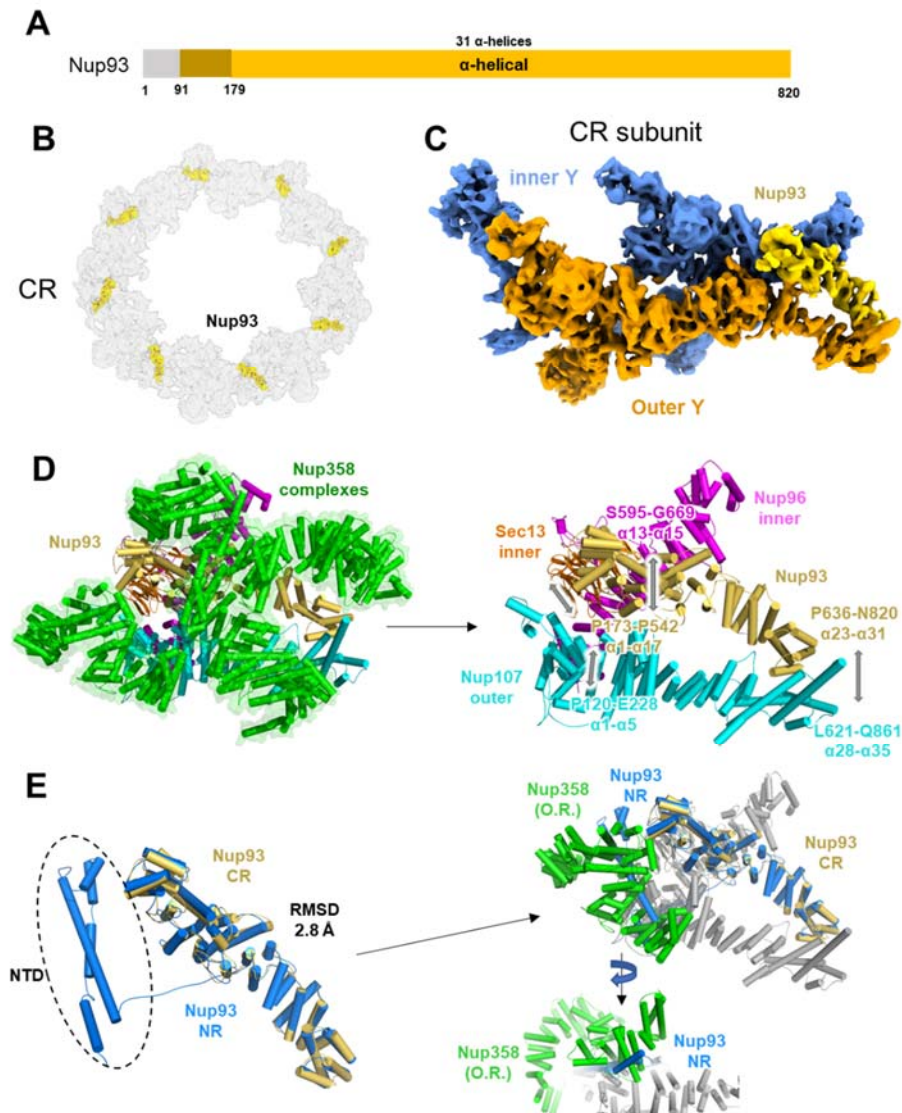 A
31 α-helices
Nup93
α-helical
1
91
179
820
B
CR
Nup93
C
CR subunit
inner Y
Nup93
Outer Y
D
Nup358
complexes
Nup93
S595-G669
α13-α15
Nup96
inner
Sec13
inner
Nup93
P173-P542
α1-α17
P636-N820
α23-α31
Nup107
outer
P120-E228
α1-α5
L621-Q861
α28-α35
E
NTD
Nup93
CR
RMSD
2.8 Å
Nup93
NR
Nup358
(O.R.)
Nup93
NR
Nup93
CR
Nup358
(O.R.)
Nup93
NR